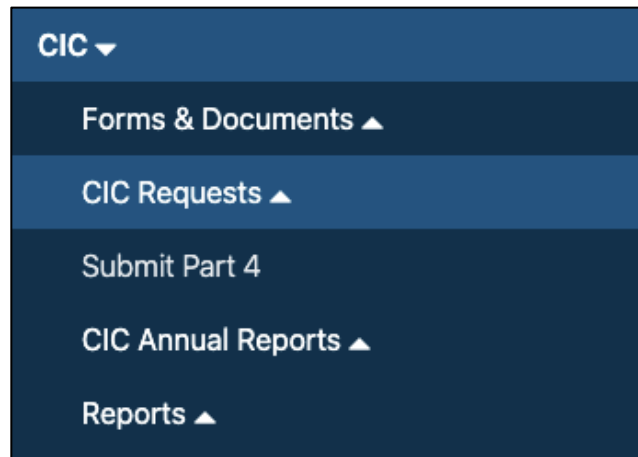 CIC
Forms & Documents
CIC Requests
Submit Part 4
CIC Annual Reports
Reports